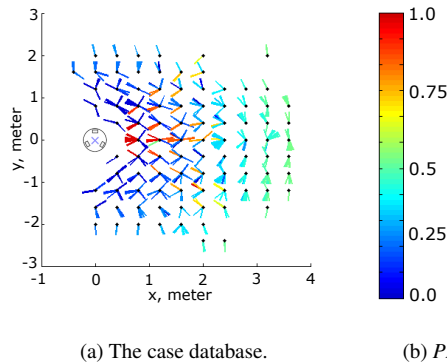 3
2
1
0
-1
-2
-3
y, meter
-1 0 1 2 3 4
x, meter
1.0
0.75
0.5
0.25
0.0
(a) The case database.
(b) P